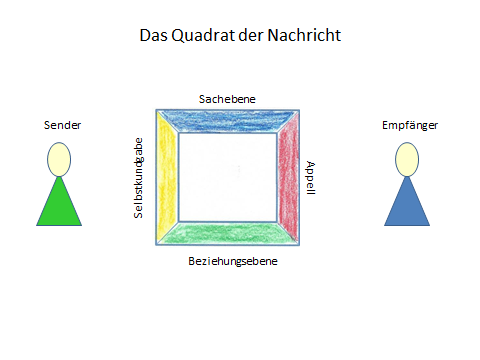 Das Quadrat der Nachricht
Sachebene
Sender
Empfänger
Selbstkundgabe
Appell
Beziehungsebene